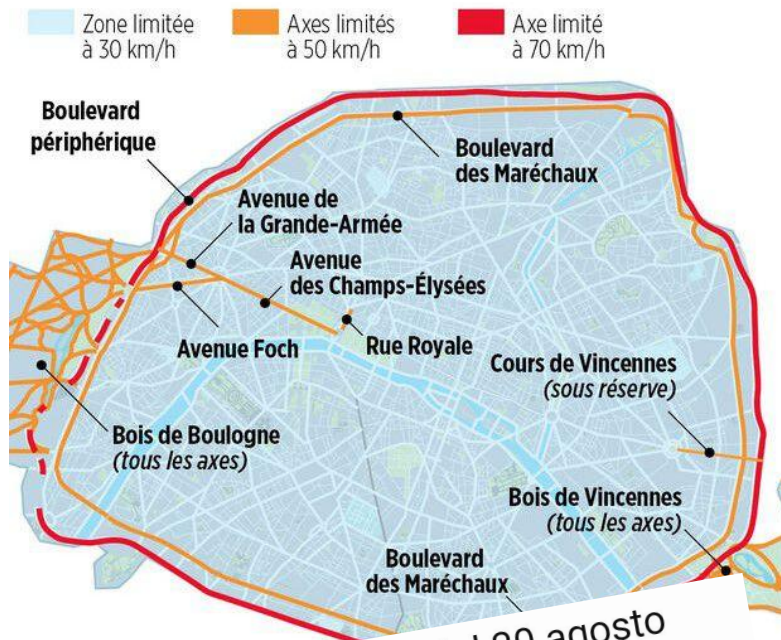 Zone limitée
à 30 km/h
Axes limités
à 50 km/h
Axe limité
à 70 km/h
Boulevard
périphérique
Boulevard
des Maréchaux
Avenue de
la Grande-Armée
Avenue
des Champs-Élysées
Avenue Foch
Rue Royale
Cours de Vincennes
(sous réserve)
Bois de Boulogne
(tous les axes)
Bois de Vincennes
(tous les axes)
Boulevard
des Maréchaux
agosto